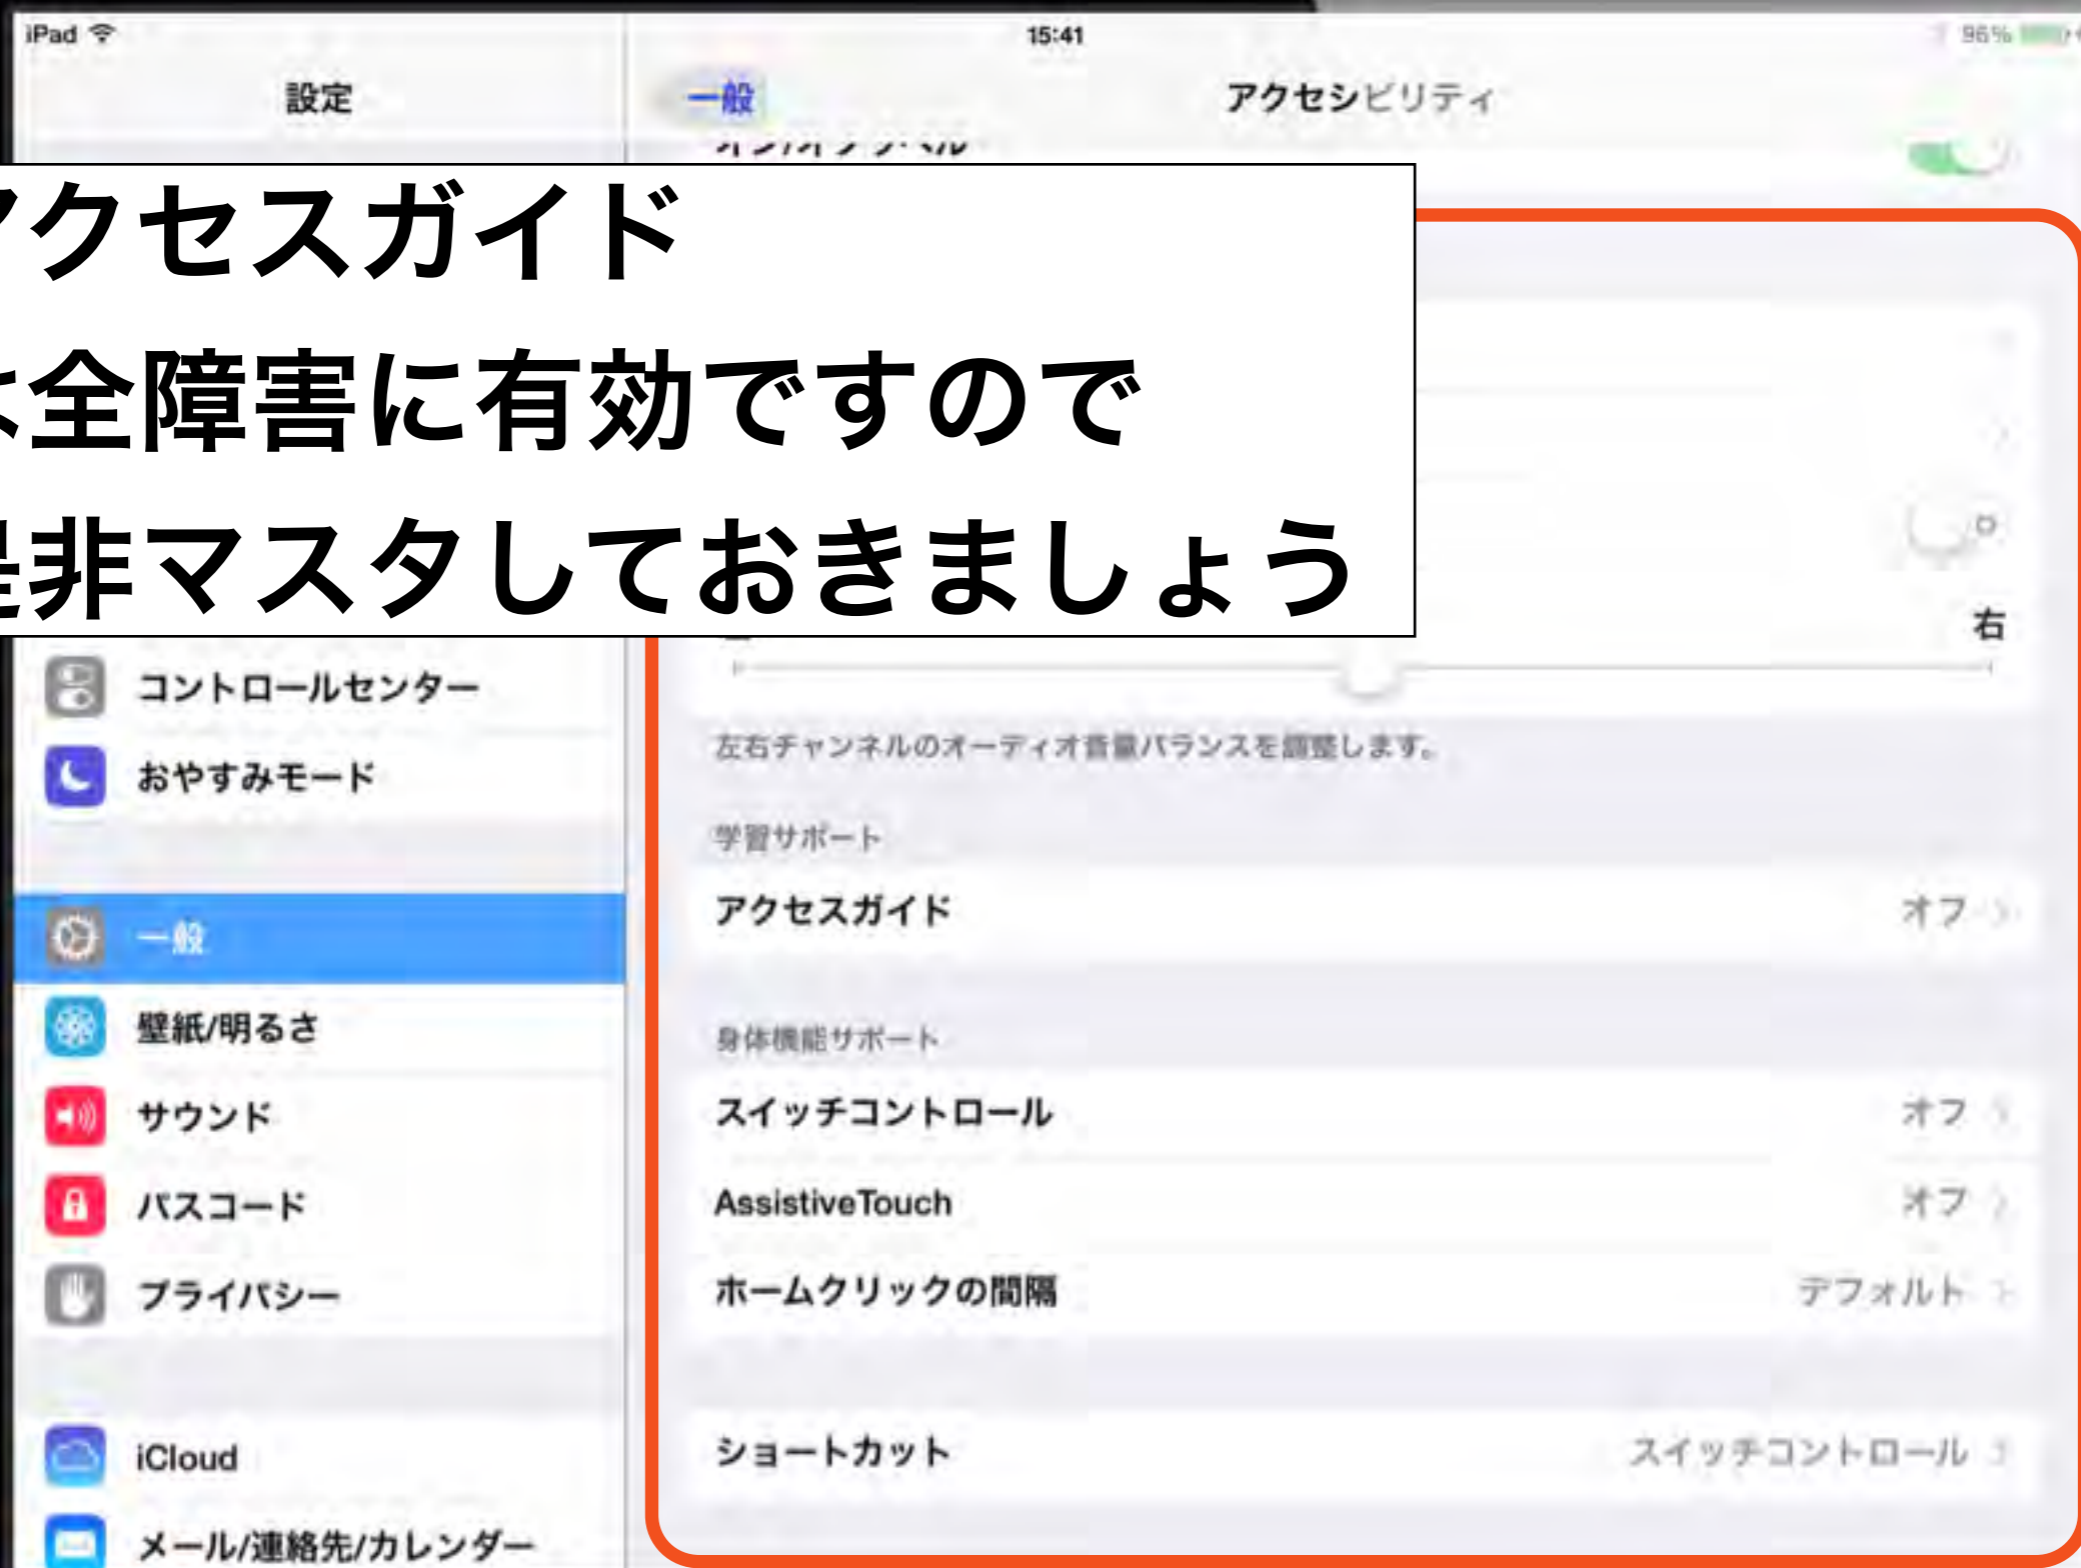 iPad
15:41
96%
設定
一般
アクセシビリティ
アクセスガイド
は全障害に有効ですので
是非マスタしておきましょう
右
コントロールセンター
おやすみモード
一般
壁紙/明るさ
サウンド
パスコード
プライバシー
iCloud
メール/連絡先/カレンダー
左右チャンネルのオーディオ音量バランスを調整します。
学習サポート
アクセスガイド オフ
身体機能サポート
スイッチコントロール オフ
AssistiveTouch オフ
ホームクリックの間隔 デフォルト
ショートカット スイッチコントロール